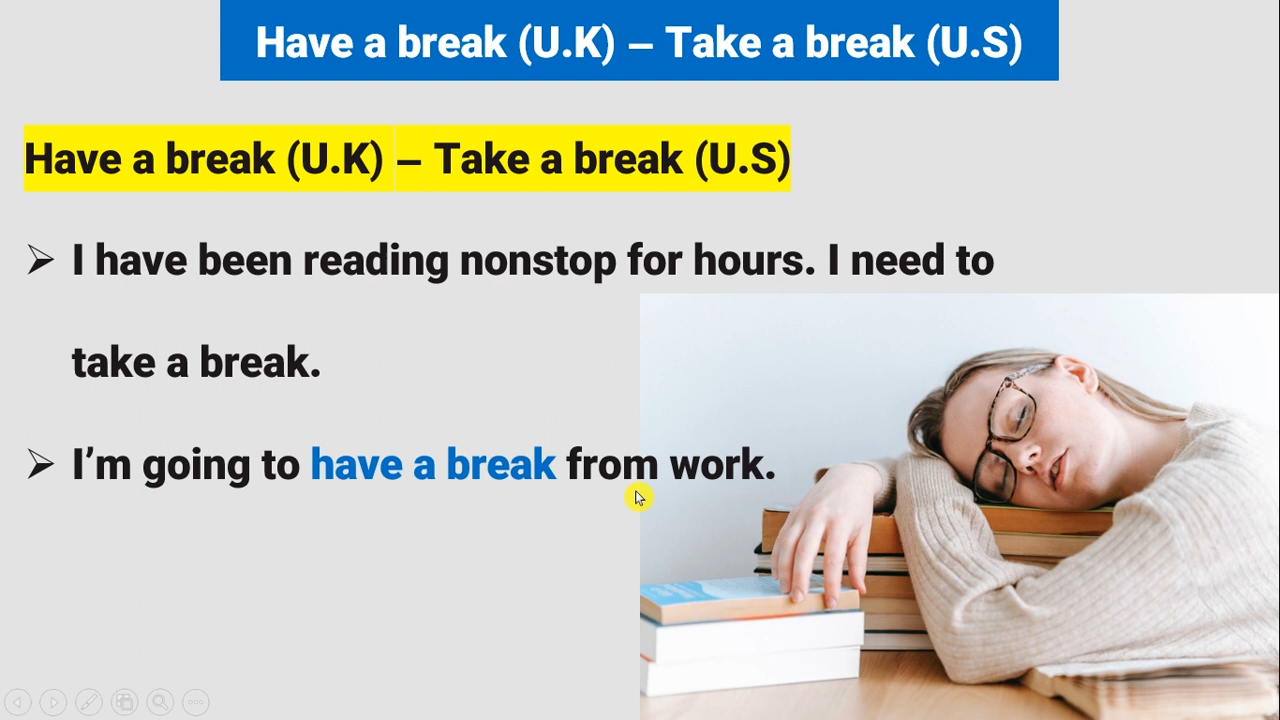 Have a break (U.K) – Take a break (U.S)
Have a break (U.K) – Take a break (U.S)
➢ I have been reading nonstop for hours. I need to
take a break.
➢ I’m going to have a break from work.